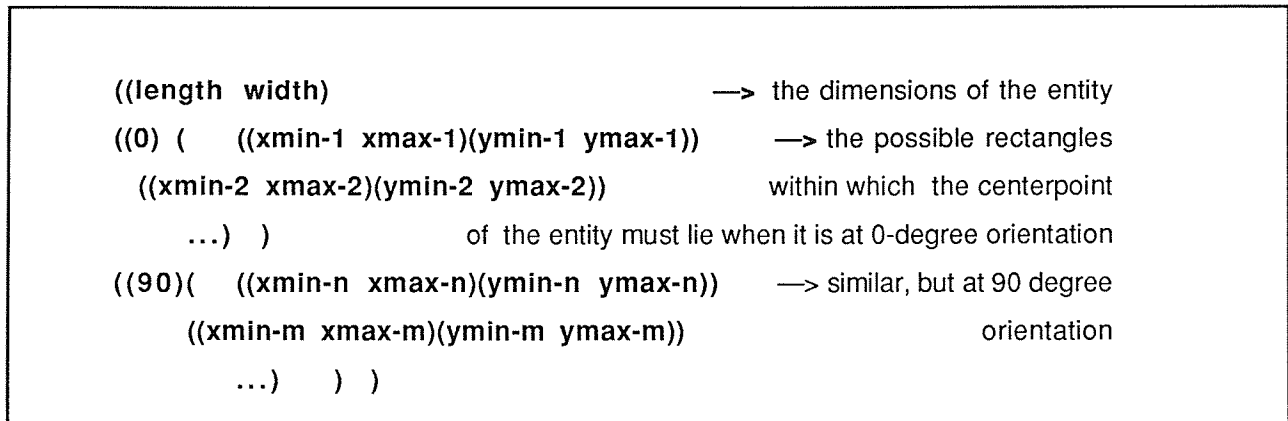 ((length width) —> the dimensions of the entity
((0) ( ((xmin-1 xmax-1)(ymin-1 ymax-1)) —> the possible rectangles
((xmin-2 xmax-2)(ymin-2 ymax-2)) within which the centerpoint
...) ) of the entity must lie when it is at 0-degree orientation
((90)( ((xmin-n xmax-n)(ymin-n ymax-n)) —> similar, but at 90 degree
((xmin-m xmax-m)(ymin-m ymax-m)) orientation
...) ) )